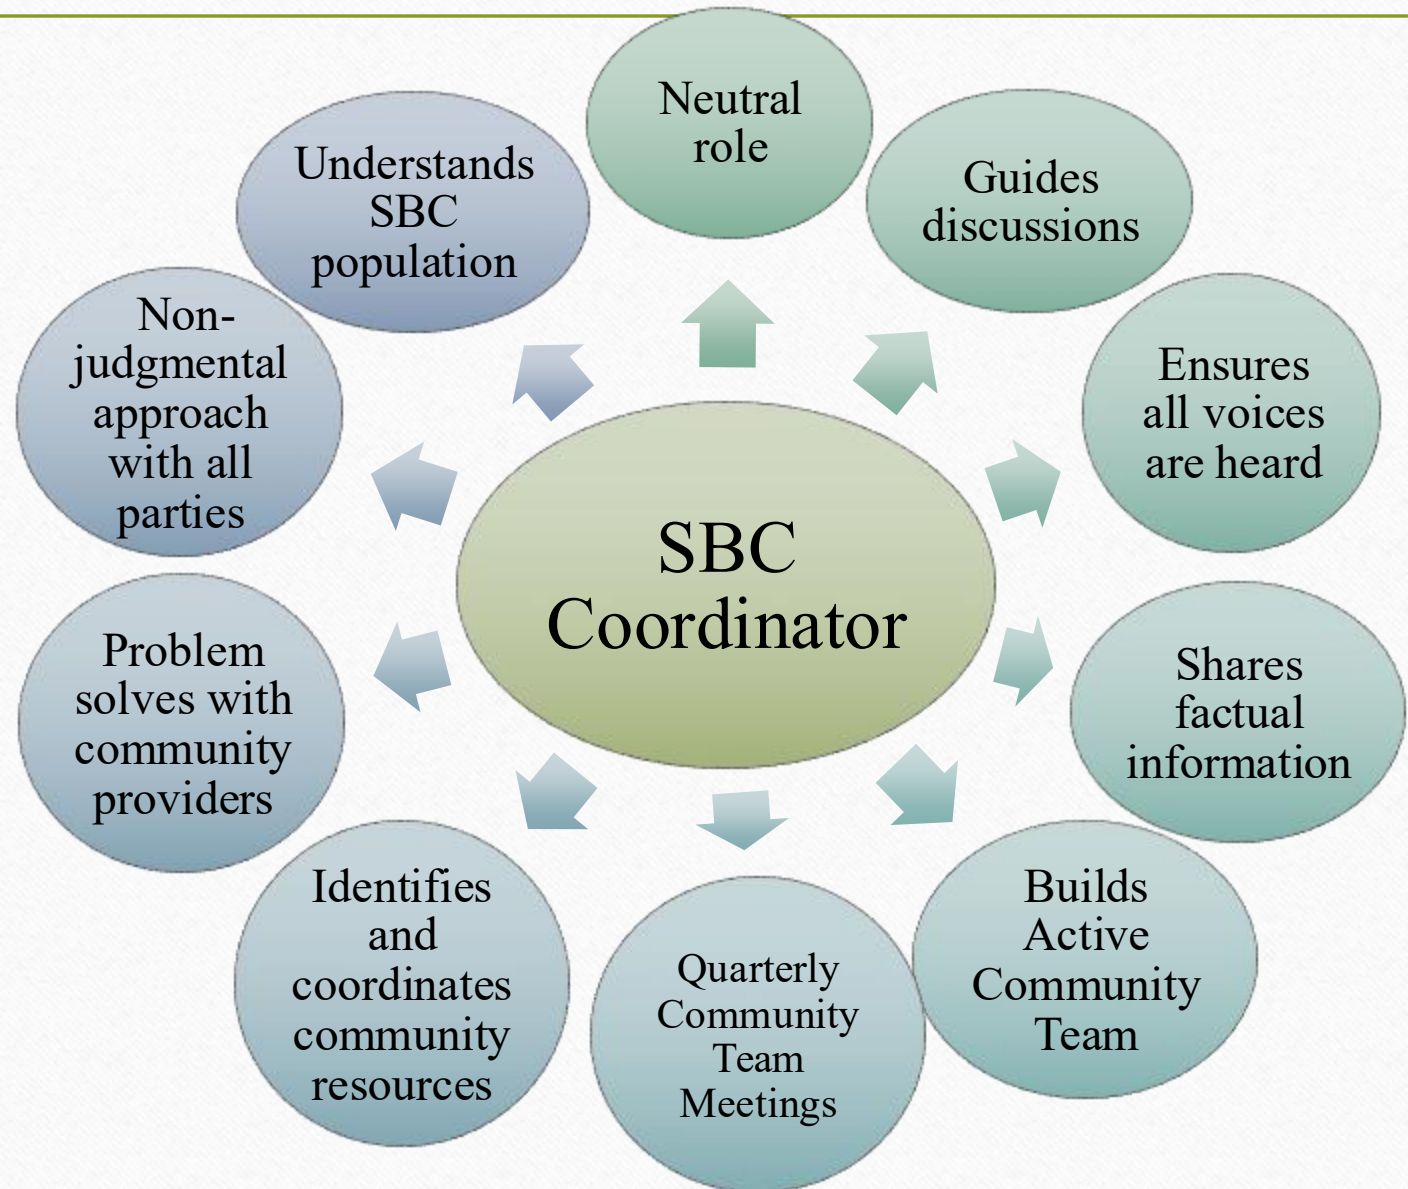 Neutral
role
Guides
discussions
Ensures
all voices
are heard
Shares
factual
information
Builds
Active
Community
Team
Quarterly
Community
Team
Meetings
Identifies
and
coordinates
community
resources
Problem
solves with
community
providers
Non-
judgmental
approach
with all
parties
Understands
SBC
population
SBC
Coordinator